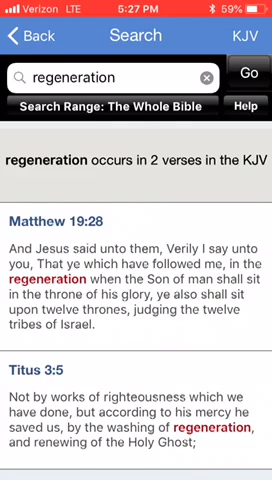 Verizon LTE 5:27 PM 59%
Back Search KJV
regeneration Go
Search Range: The Whole Bible Help
regeneration occurs in 2 verses in the KJV
Matthew 19:28
And Jesus said unto them, Verily I say unto
you, That ye which have followed me, in the
regeneration when the Son of man shall sit
in the throne of his glory, ye also shall sit
upon twelve thrones, judging the twelve
tribes of Israel.
Titus 3:5
Not by works of righteousness which we
have done, but according to his mercy he
saved us, by the washing of regeneration,
and renewing of the Holy Ghost;